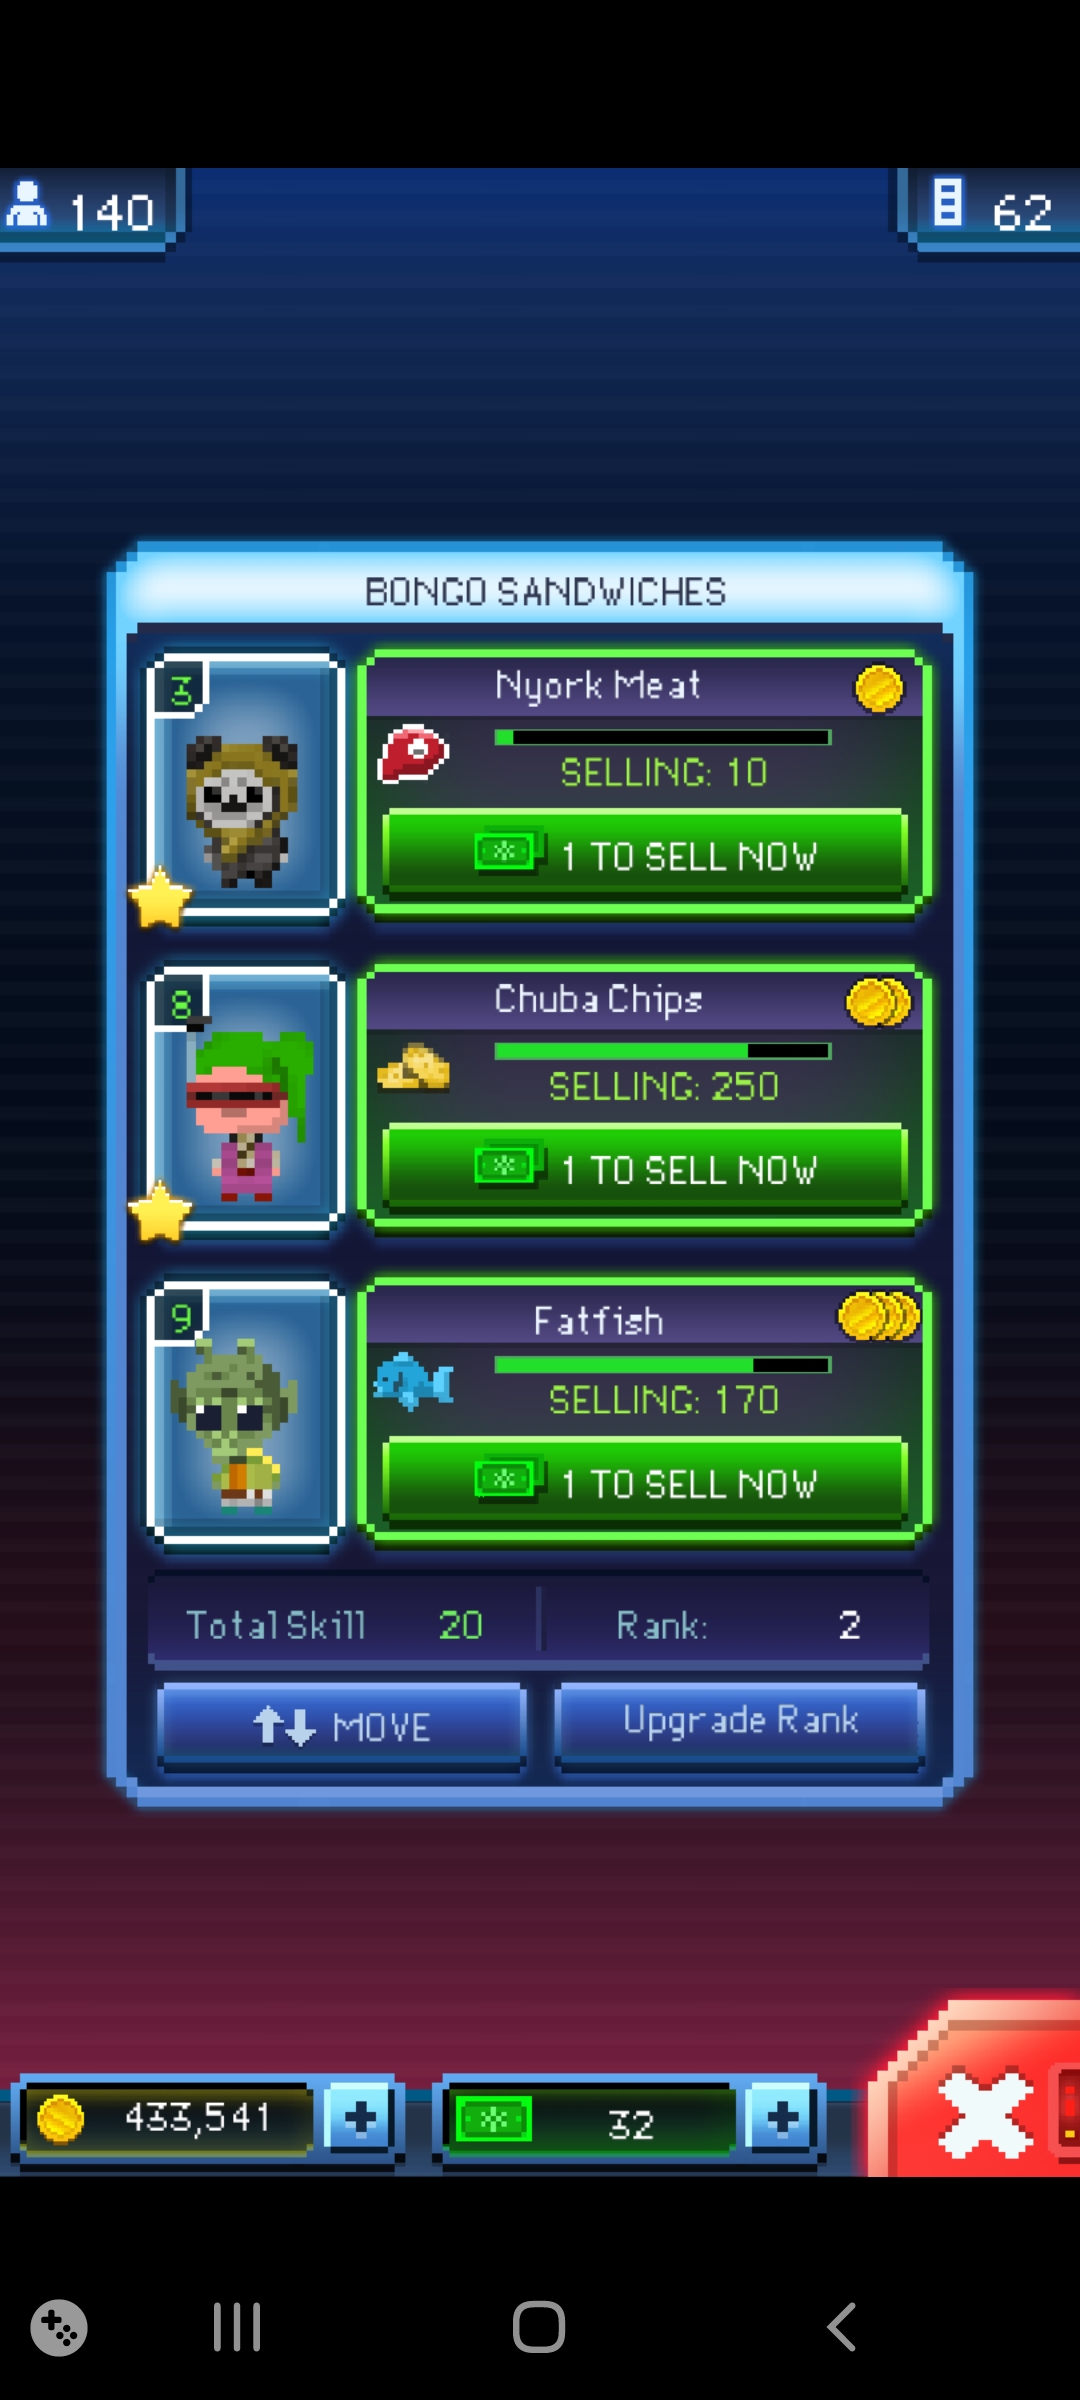 140
62
BONGO SANDWICHES
3
Nyork Meat
SELLING: 10
1 TO SELL NOW
8
Chuba Chips
SELLING: 250
1 TO SELL NOW
9
Fatfish
SELLING: 170
1 TO SELL NOW
Total Skill 20 Rank: 2
MOVE Upgrade Rank
433,541 32